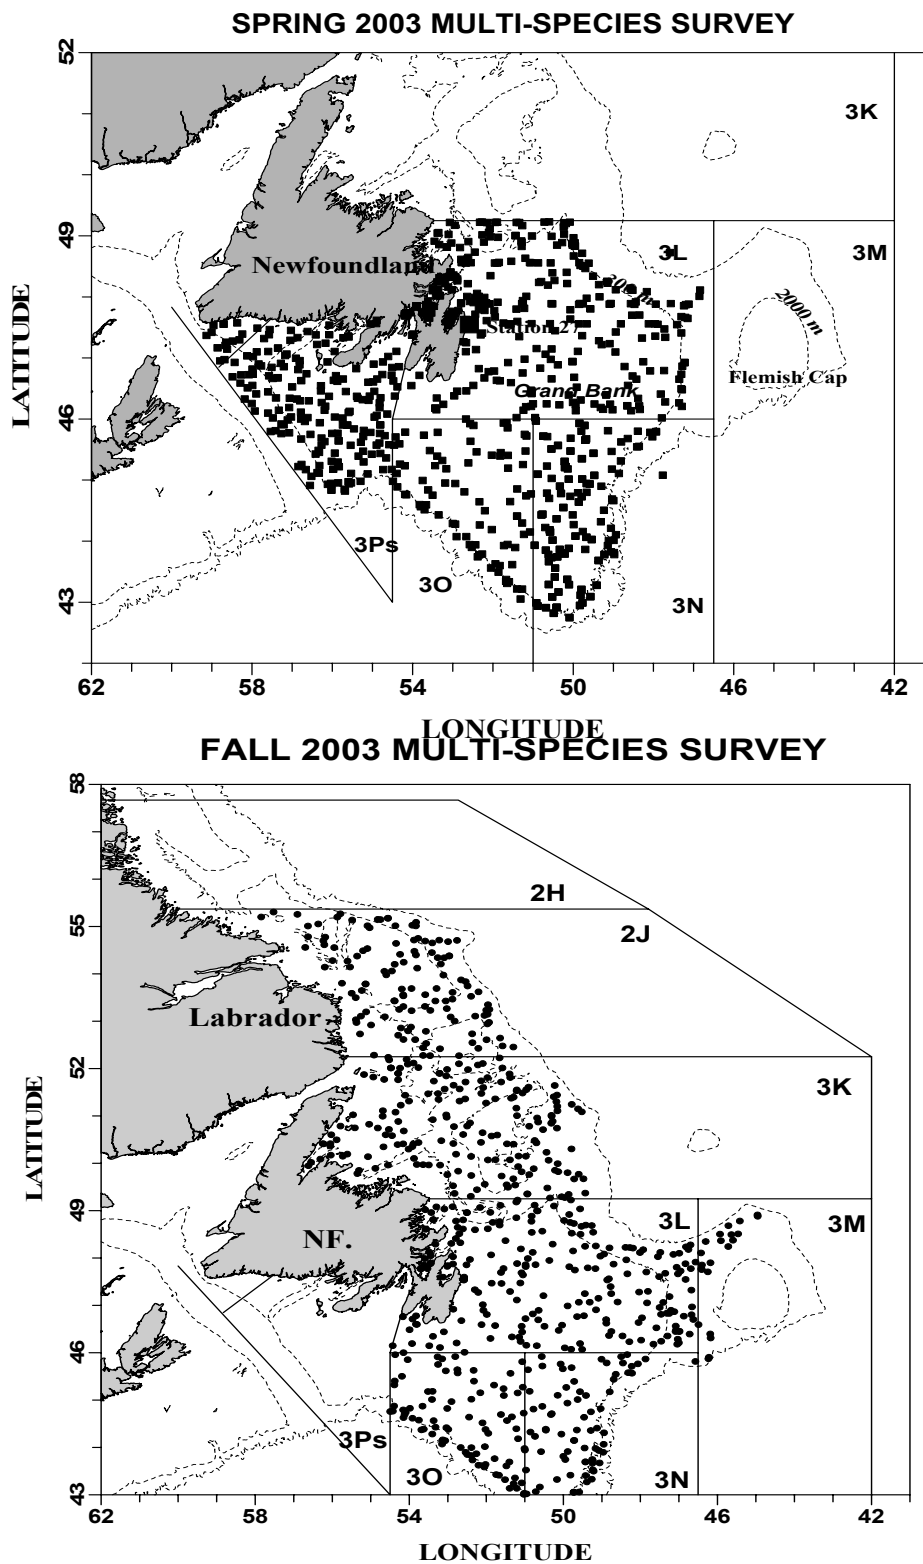 SPRING 2003 MULTI-SPECIES SURVEY
52
3K
49
3L
3M
Newfoundland
200 m
2000 m
Station 27
Flemish Cap
Grand Bank
LATITUDE
46
3Ps
3O
3N
43
62 58 54 50 46 42
LONGITUDE
FALL 2003 MULTI-SPECIES SURVEY
58
2H
55
2J
Labrador
52
3K
LATITUDE
49
3L
3M
NF.
46
3Ps
3O
3N
43
62 58 54 50 46 42
LONGITUDE